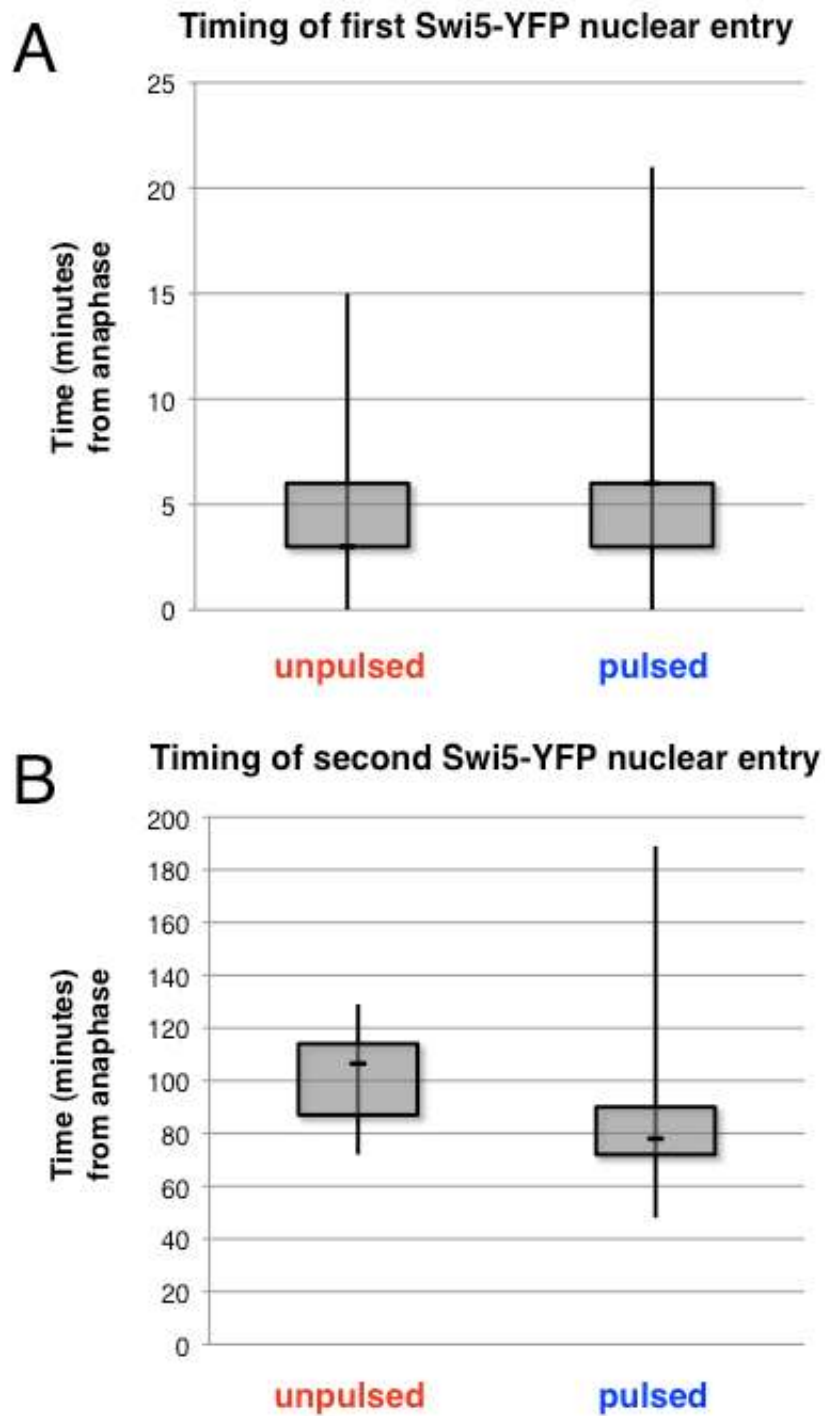 A
Timing of first Swi5-YFP nuclear entry
25
20
15
10
5
0
Time (minutes)
from anaphase
unpulsed pulsed
B
Timing of second Swi5-YFP nuclear entry
200
180
160
140
120
100
80
60
40
20
0
Time (minutes)
from anaphase
unpulsed pulsed